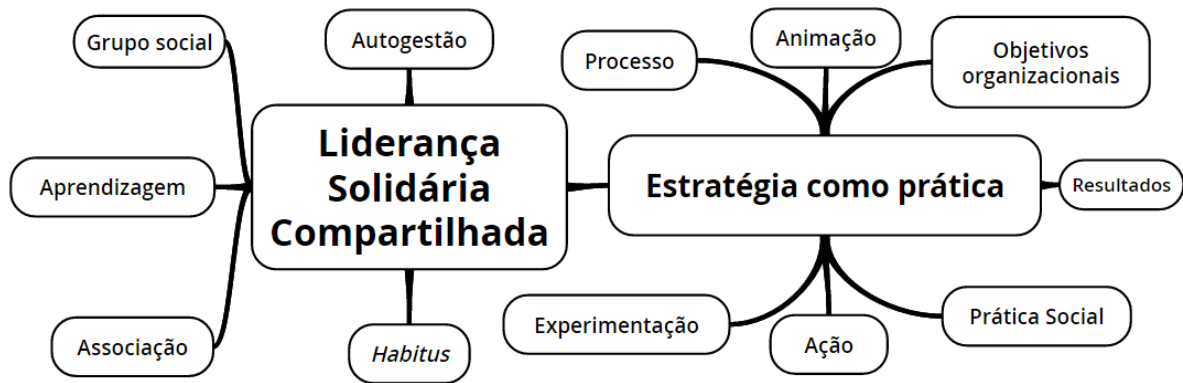 Grupo social
Autogestão
Aprendizagem
Liderança
Solidária
Compartilhada
Associação
Habitus
Processo
Animação
Objetivos
organizacionais
Estratégia como prática
Resultados
Experimentação
Ação
Prática Social